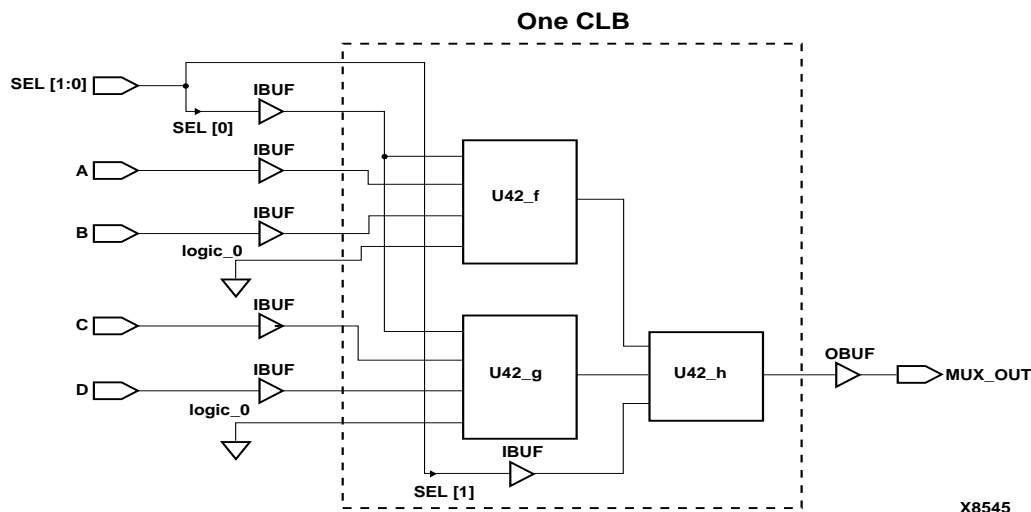 One CLB
SEL [1:0]
IBUF
SEL [0]
IBUF
A
U42_f
IBUF
B
logic_0
IBUF
C
OBUF
U42_g
U42_h
IBUF
MUX_OUT
D
logic_0
IBUF
SEL [1]
X8545